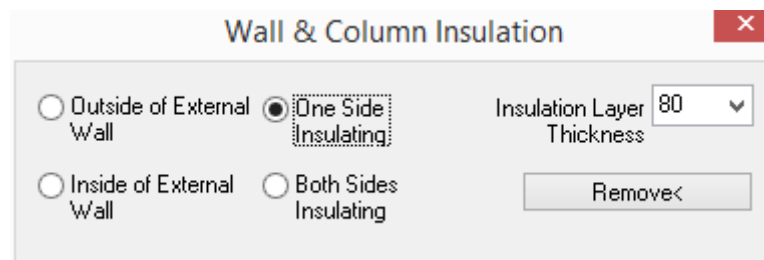 Wall & Column Insulation
Outside of External
Wall
One Side
Insulating
Insulation Layer
Thickness
80
Inside of External
Wall
Both Sides
Insulating
Remove<